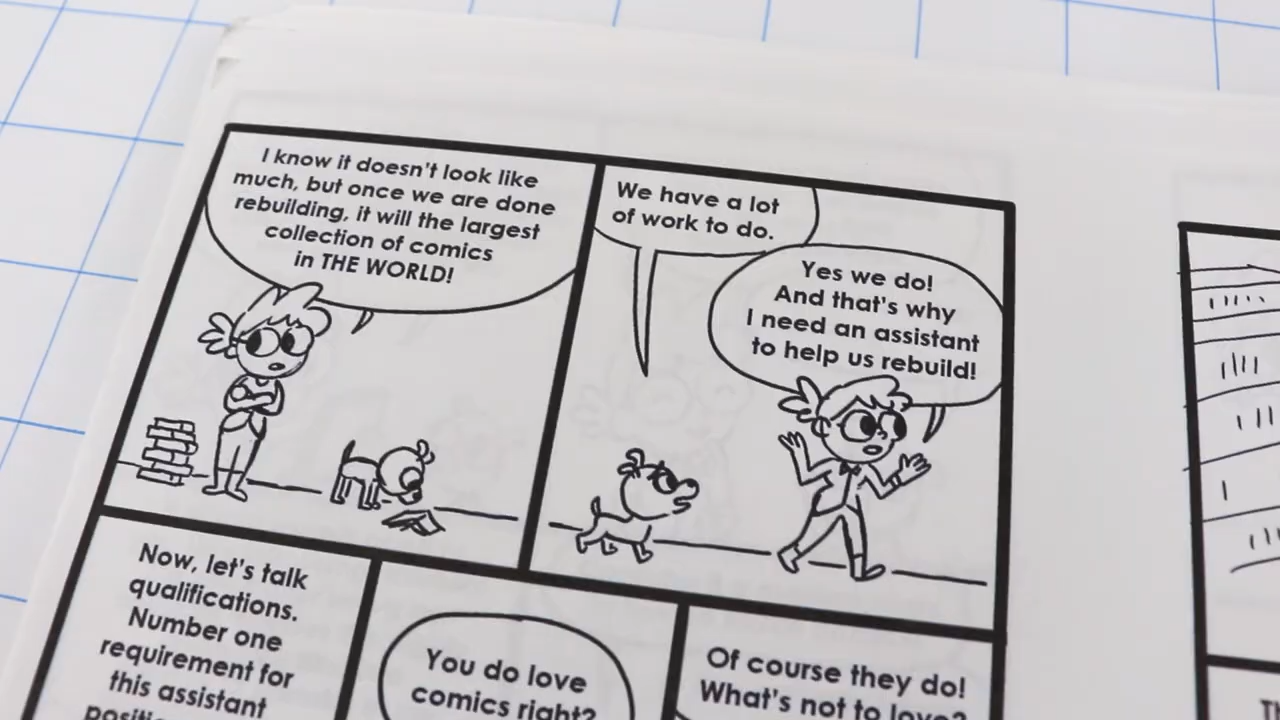 I know it doesn't look like
much, but once we are done
rebuilding, it will the largest
collection of comics
in THE WORLD!
We have a lot
of work to do.
Yes we do!
And that's why
I need an assistant
to help us rebuild!
Now, let's talk
qualifications.
Number one
requirement for
this assistant
You do love
comics right?
Of course they do!
What's not to love?